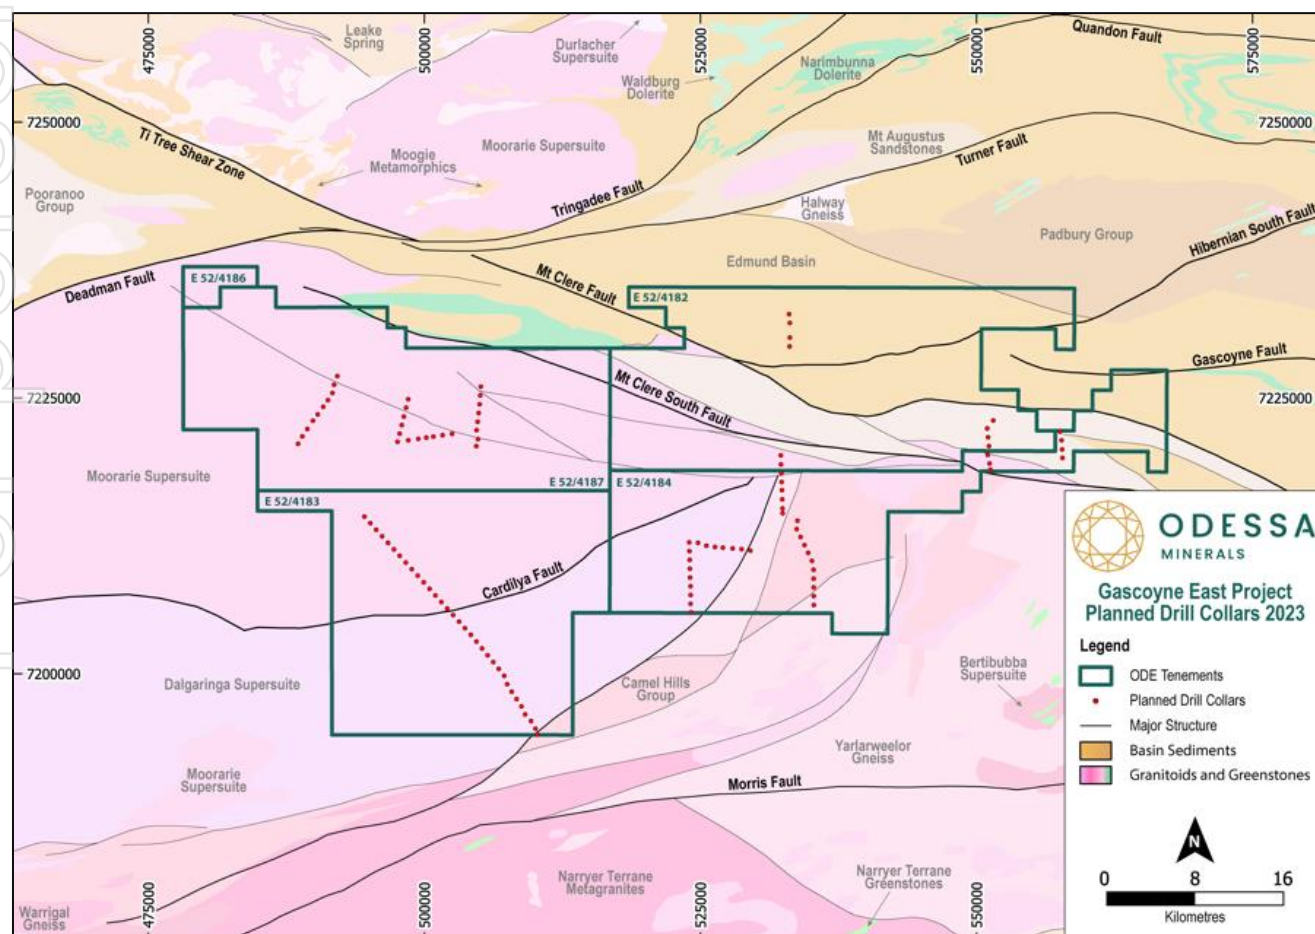 475000
500000
525000
550000
575000
Leake
Spring
Durlacher
Supersuite
Waldburg
Dolerite
Narimbunna
Dolerite
Quandon Fault
7250000
7250000
Ti Tree Shear Zone
Moogie
Metamorphics
Moorarie Supersuite
Mt Augustus
Sandstones
Turner Fault
Pooranoo
Group
Tringadee Fault
Halway
Gneiss
Padbury Group
Hibernian South Fault
Edmund Basin
Deadman Fault
E 52/4186
Mt Clere Fault
E 52/4182
Gascoyne Fault
Mt Clere South Fault
7225000
7225000
Moorarie Supersuite
E 52/4183
E 52/4187
E 52/4184
Cardilya Fault
7200000
Dalgaringa Supersuite
Camel Hills
Group
Bertibubba
Supersuite
Yarlarweelor
Gneiss
Moorarie
Supersuite
Morris Fault
Narryer Terrane
Metagranites
Narryer Terrane
Greenstones
Warrigal
Gneiss
475000
500000
525000
550000
ODESSA
MINERALS
Gascoyne East Project
Planned Drill Collars 2023
Legend
ODE Tenements
Planned Drill Collars
Major Structure
Basin Sediments
Granitoids and Greenstones
N
0 8 16
Kilometres